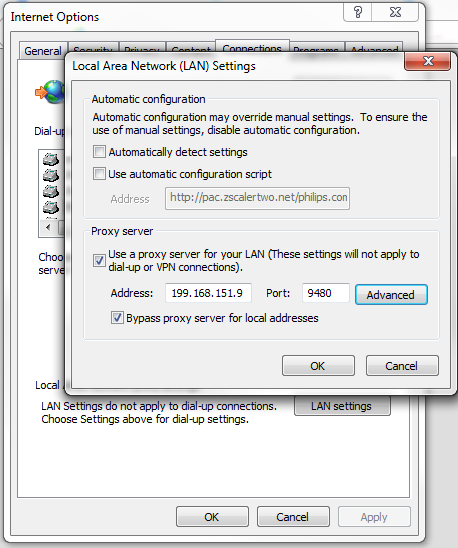 Internet Options
General Security Privacy Content Connections Programs Advanced
Local Area Network (LAN) Settings
Automatic configuration
Automatic configuration may override manual settings. To ensure the
use of manual settings, disable automatic configuration.
Automatically detect settings
Use automatic configuration script
Address http://pac.zscalertwo.net/philips.con
Proxy server
Use a proxy server for your LAN (These settings will not apply to
dial-up or VPN connections).
Address: 199.168.151.9 Port: 9480 Advanced
Bypass proxy server for local addresses
OK Cancel
Dial-up
Choo
serve
Local A
LAN Settings do not apply to dial-up connections.
Choose Settings above for dial-up settings.
LAN settings
OK Cancel Apply